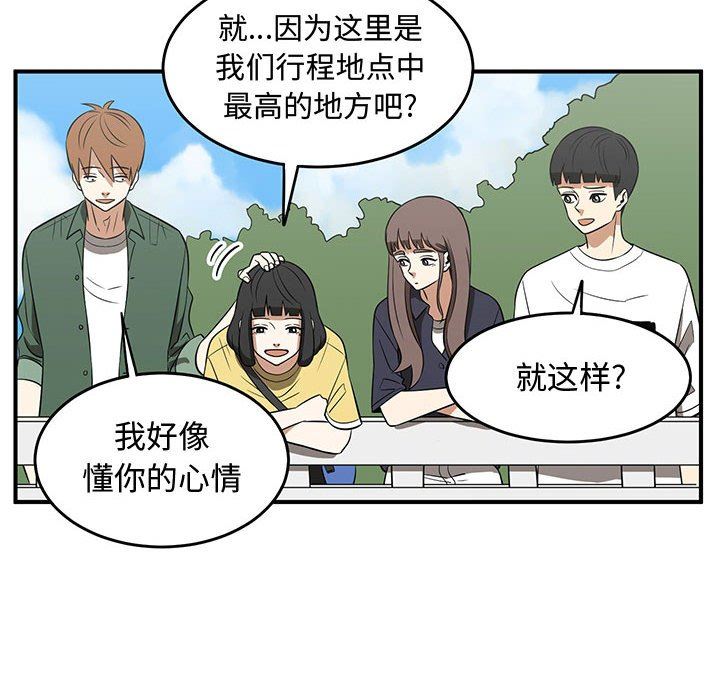 就...因为这里是
我们行程地点中
最高的地方吧?
就这样?
我好像
懂你的心情